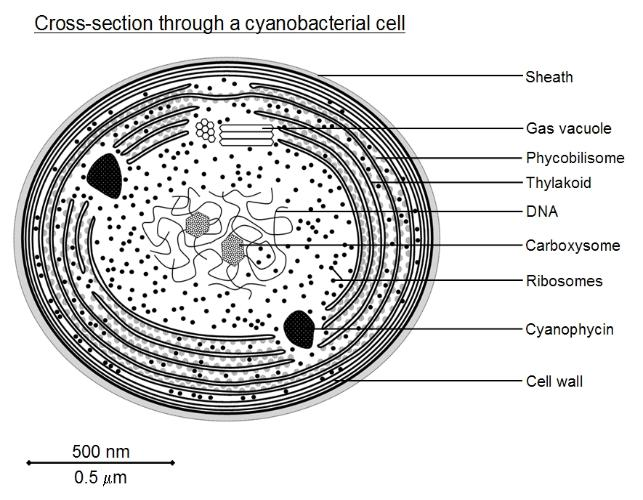 Cross-section through a cyanobacterial cell
Sheath
Gas vacuole
Phycobilisome
Thylakoid
DNA
Carboxysome
Ribosomes
Cyanophycin
Cell wall
500 nm
0.5 μm